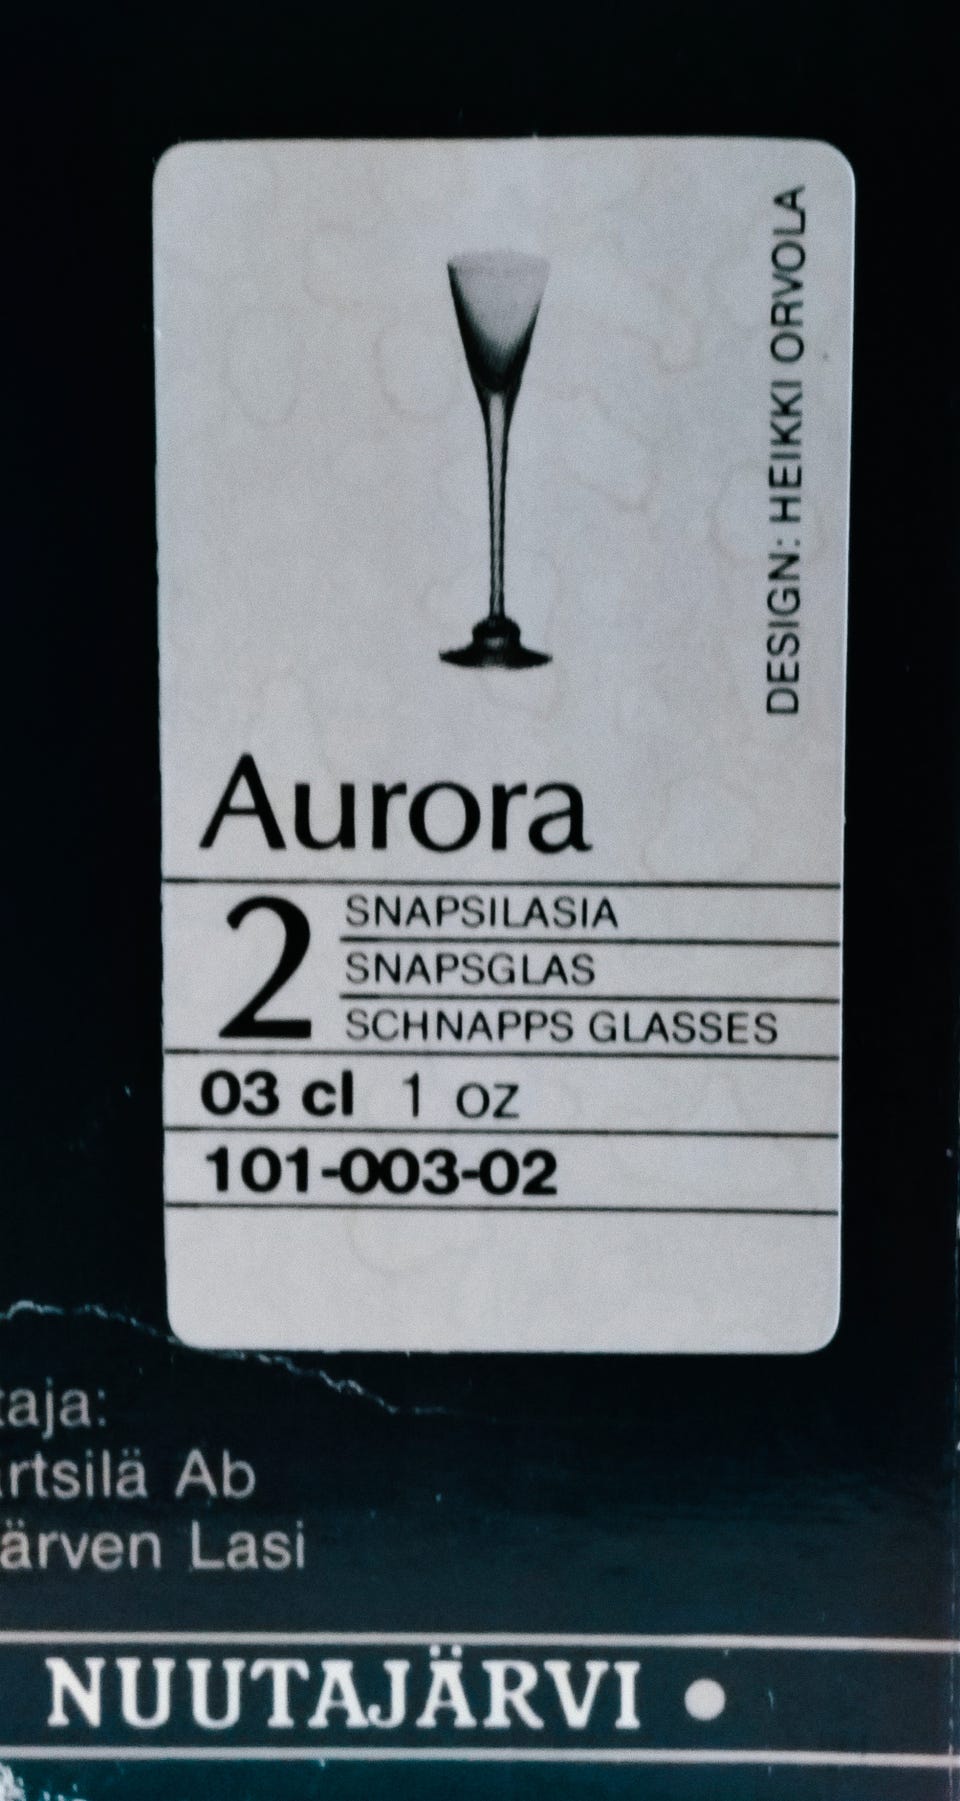 DESIGN: HEIKKI ORVOLA
Aurora
2
SNAPSILASIA
SNAPSGLAS
SCHNAPPS GLASSES
03 cl 1 oz
101-003-02
taja:
rtsilä Ab
ärven Lasi
NUUTAJÄRVI •